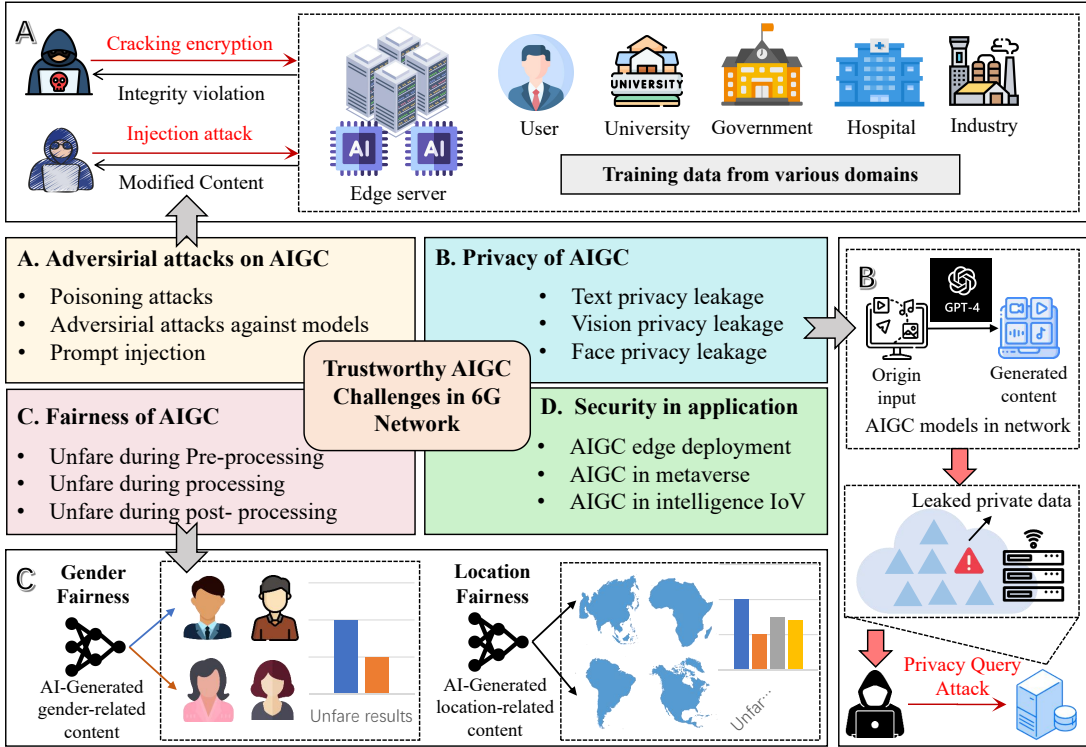 A
Cracking encryption
Integrity violation
Injection attack
Modified Content
AI
AI
Edge server
UNIVERSITY
User
University
Government
Hospital
Industry
Training data from various domains
A. Adversirial attacks on AIGC
• Poisoning attacks
• Adversirial attacks against models
• Prompt injection
B. Privacy of AIGC
• Text privacy leakage
• Vision privacy leakage
• Face privacy leakage
Trustworthy AIGC
Challenges in 6G
Network
C. Fairness of AIGC
• Unfare during Pre-processing
• Unfare during processing
• Unfare during post- processing
D. Security in application
• AIGC edge deployment
• AIGC in metaverse
• AIGC in intelligence IoV
B
GPT-4
Origin
input
Generated
content
AIGC models in network
Leaked private data
Privacy Query
Attack
C
Gender
Fairness
AI-Generated
gender-related
content
Unfare results
Location
Fairness
AI-Generated
location-related
content
Unfar...